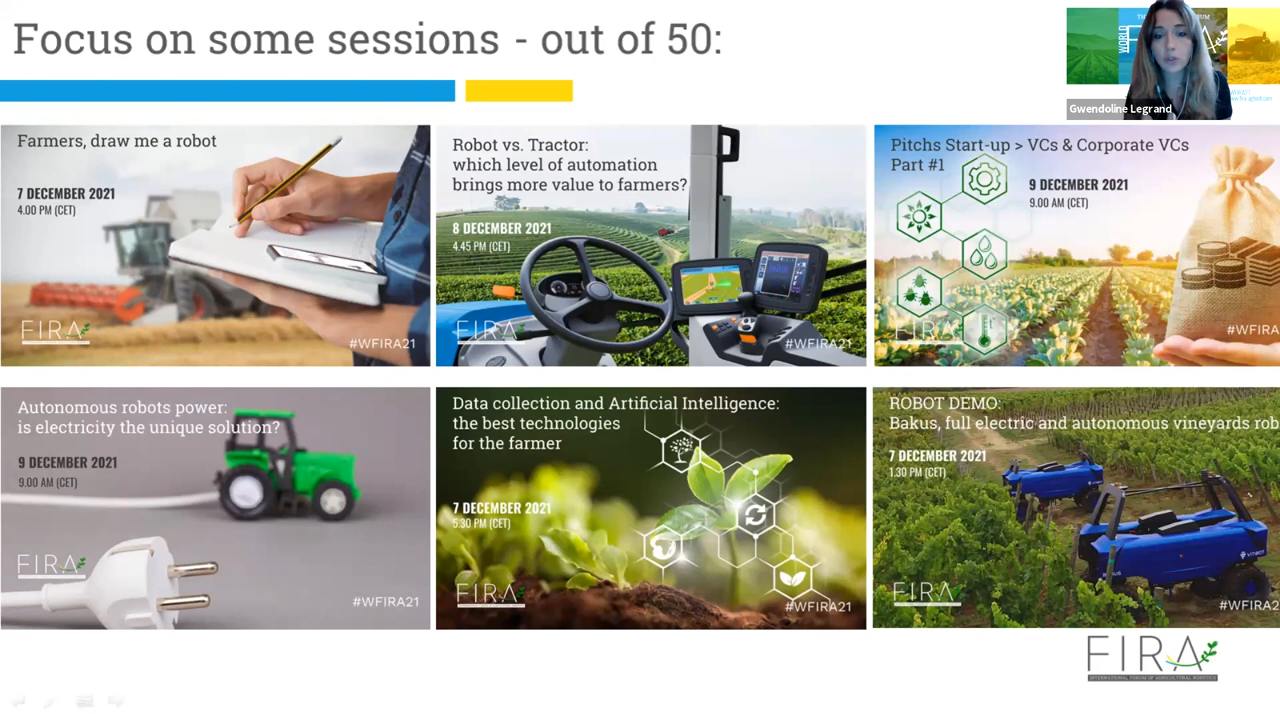 Focus on some sessions - out of 50:
WORLD
Gwendoline Legrand
Farmers, draw me a robot
7 DECEMBER 2021
4.00 PM (CET)
FIRA
#WFIRA21
Robot vs. Tractor:
which level of automation
brings more value to farmers?
8 DECEMBER 2021
4.45 PM (CET)
FIRA
#WFIRA21
Pitchs Start-up > VCs & Corporate VCs
Part #1
9 DECEMBER 2021
9.00 AM (CET)
FIRA
#WFIRA
Autonomous robots power:
is electricity the unique solution?
9 DECEMBER 2021
9.00 AM (CET)
FIRA
#WFIRA21
Data collection and Artificial Intelligence:
the best technologies
for the farmer
7 DECEMBER 2021
5.30 PM (CET)
FIRA
#WFIRA21
ROBOT DEMO:
Bakus, full electric and autonomous vineyards rob
7 DECEMBER 2021
1.30 PM (CET)
FIRA
#WFIRA2
FIRA
INTERNATIONAL FORUM OF AGRICULTURAL ROBOTICS